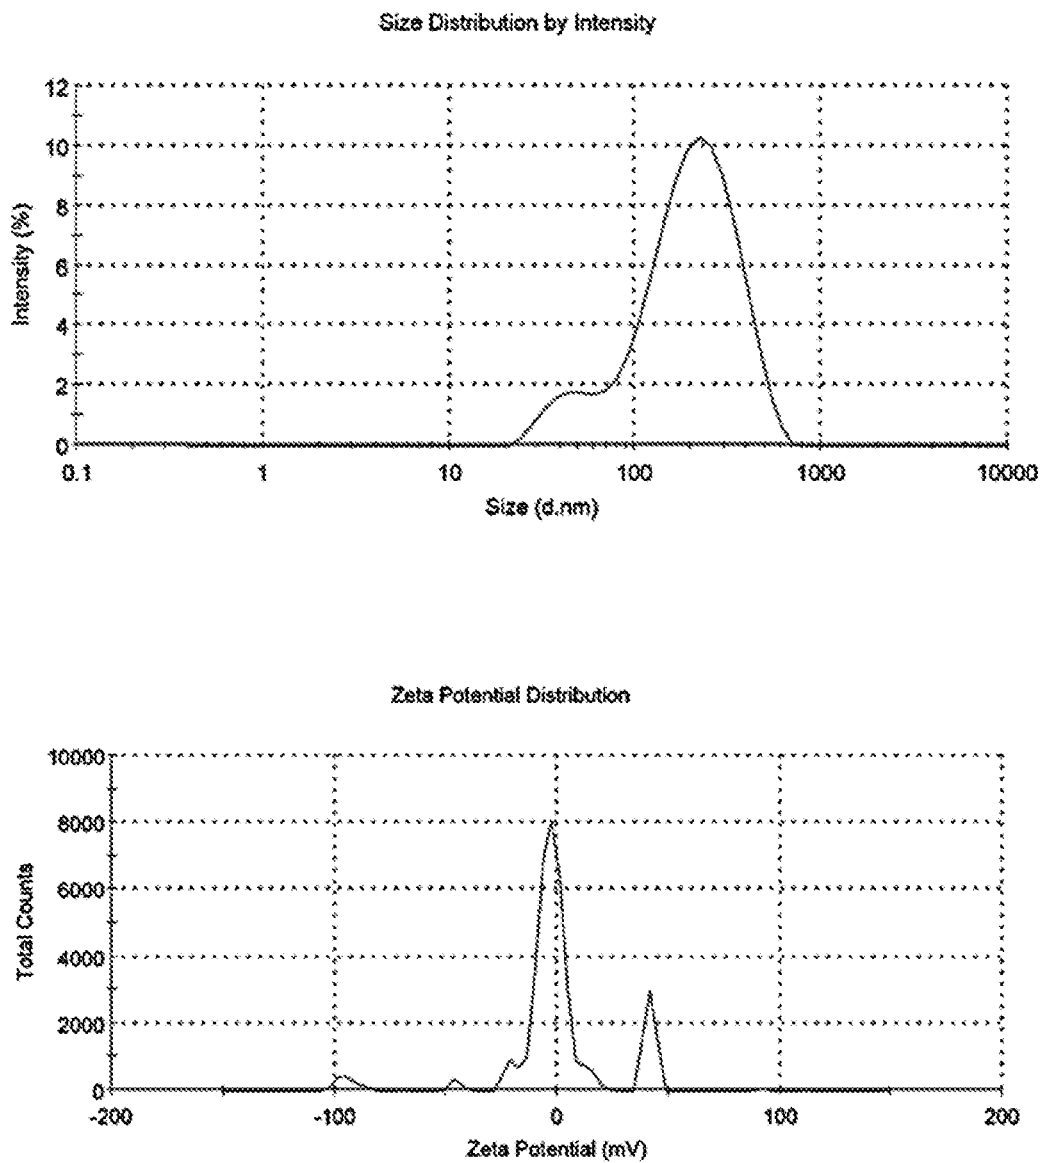 Size Distribution by Intensity
12
10
8
6
4
2
0
Intensity (%)
0.1 1 10 100 1000 10000
Size (d.nm)
Zeta Potential Distribution
10000
8000
6000
4000
2000
0
Total Counts
-200 -100 0 100 200
Zeta Potential (mV)